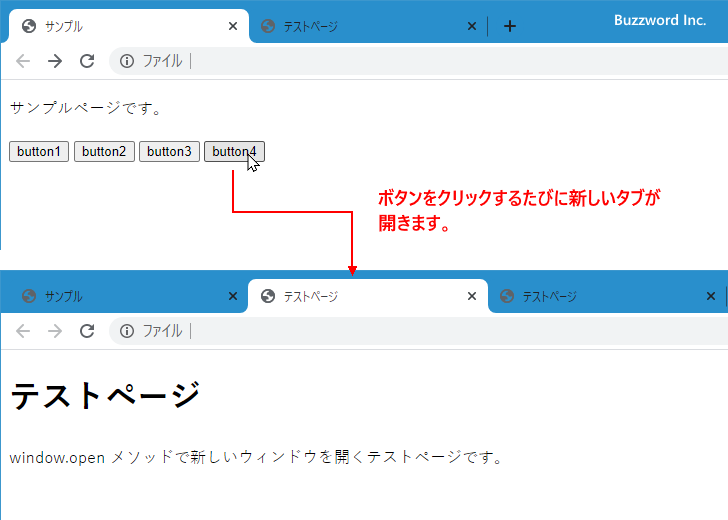 サンプル
テストページ
Buzzword Inc.
ファイル
サンプルページです。
button1 button2 button3 button4
ボタンをクリックするたびに新しいタブが
開きます。
サンプル
テストページ
テストページ
ファイル
テストページ
window.open メソッドで新しいウィンドウを開くテストページです。